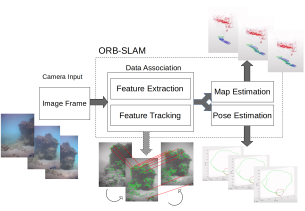 ORB-SLAM
Data Association
Camera Input
Feature Extraction
Map Estimation
Image Frame
Feature Tracking
Pose Estimation